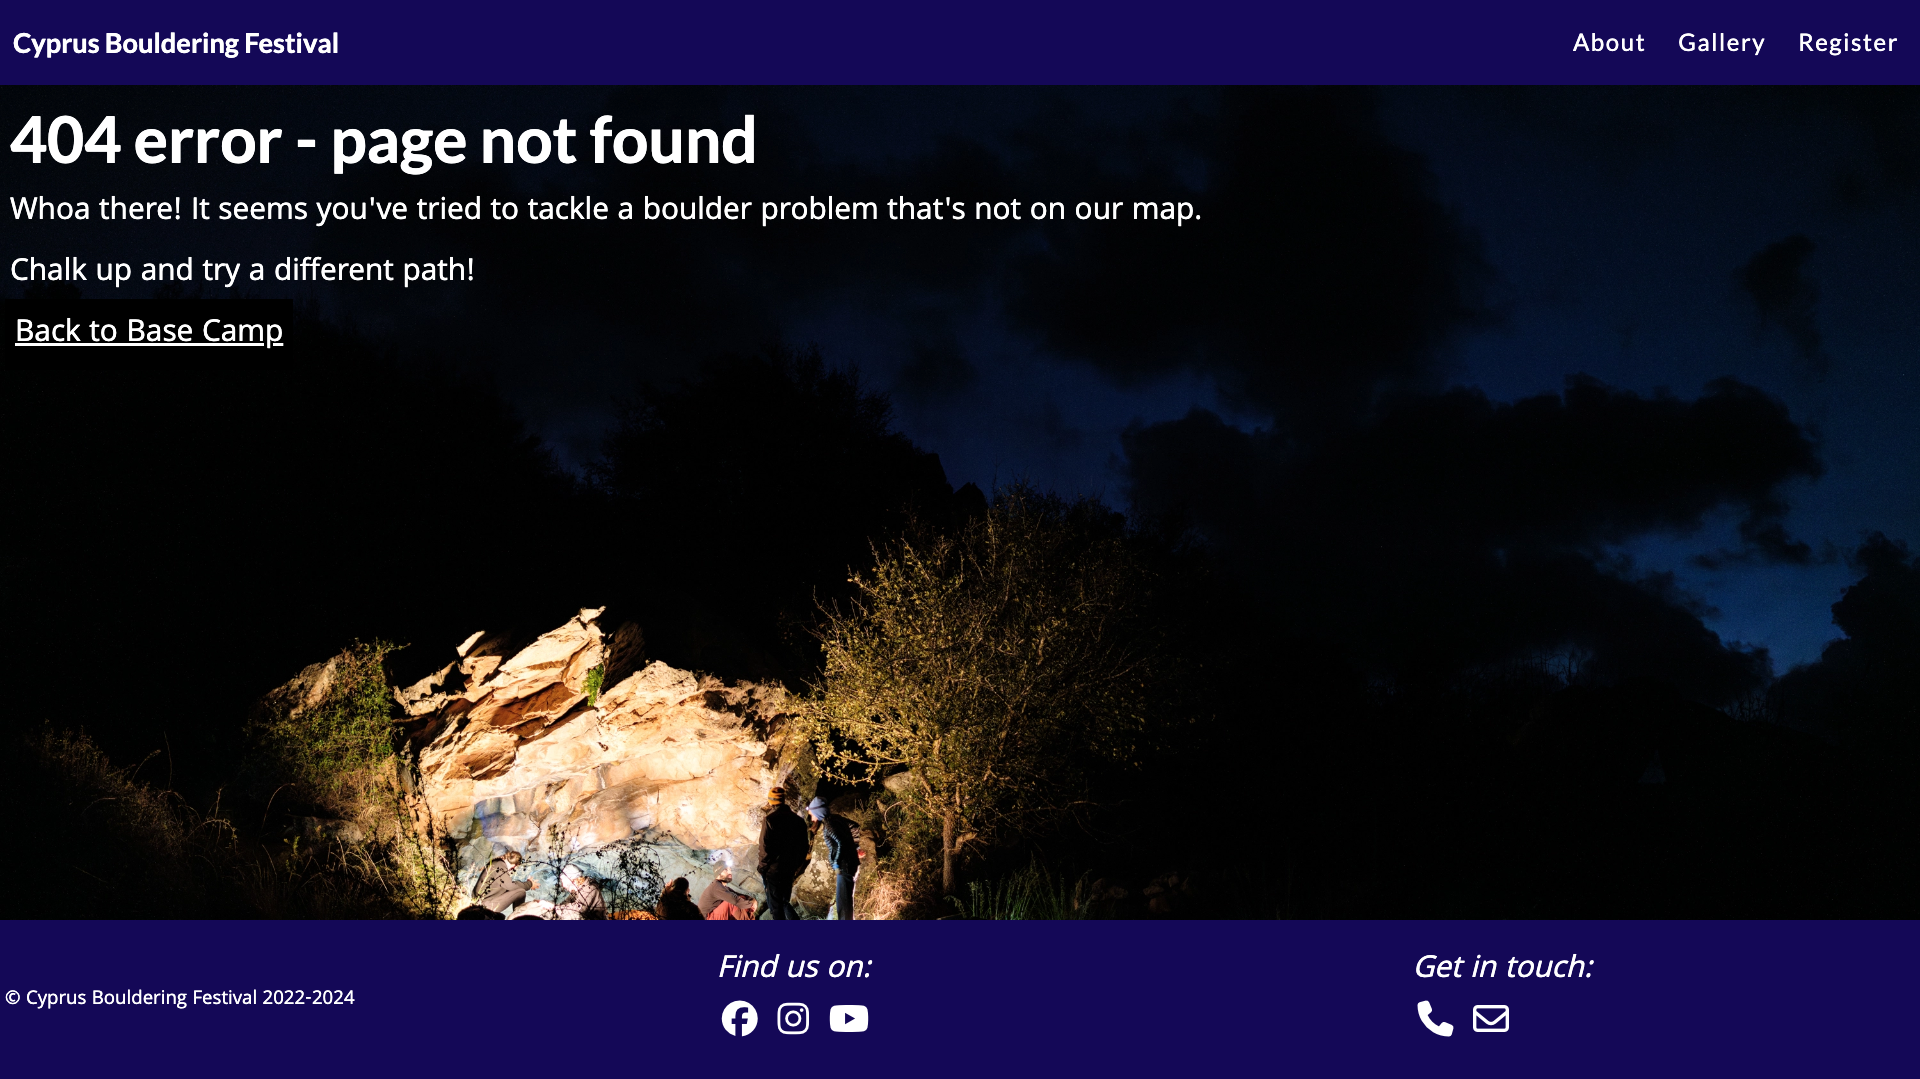 Cyprus Bouldering Festival
About Gallery Register
404 error - page not found
Whoa there! It seems you've tried to tackle a boulder problem that's not on our map.
Chalk up and try a different path!
Back to Base Camp
© Cyprus Bouldering Festival 2022-2024
Find us on:
Get in touch: